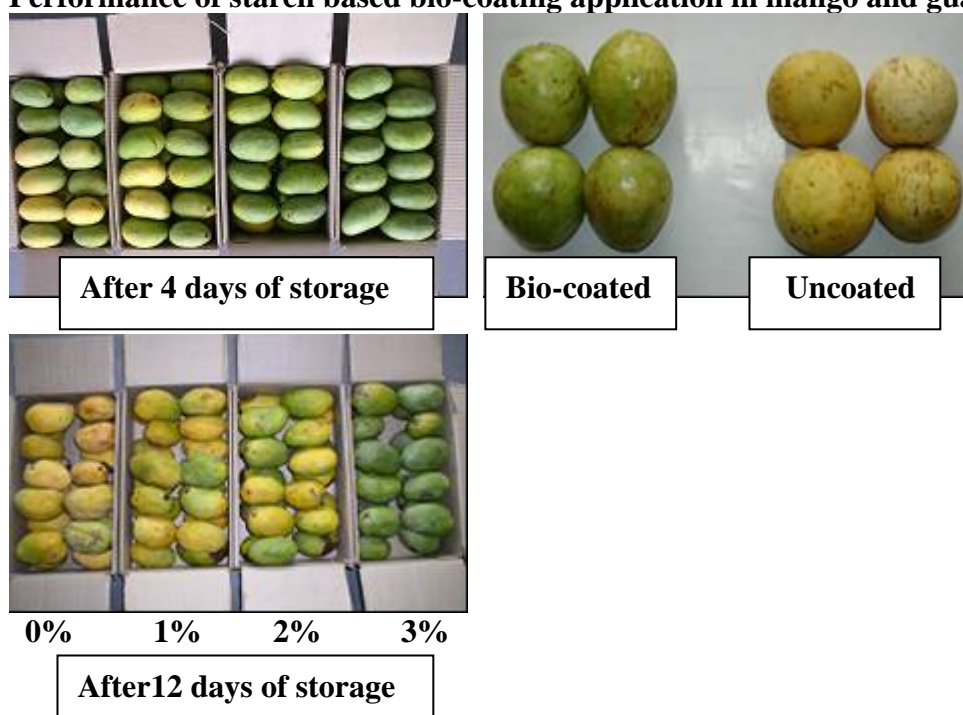 Performance of starch based bio-coating application in mango and
After 4 days of storage
Bio-coated
Uncoated
0% 1% 2% 3%
After12 days of storage